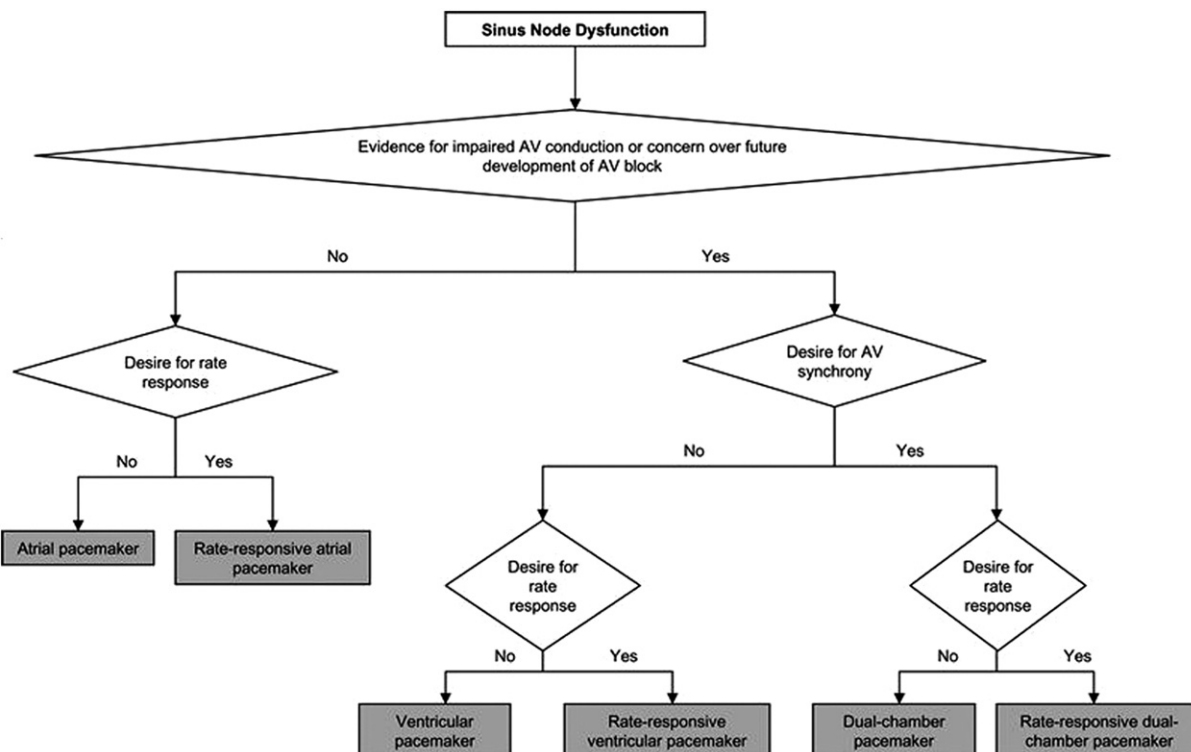 Sinus Node Dysfunction
Evidence for impaired AV conduction or concern over future
development of AV block
No
Yes
Desire for rate
response
Desire for AV
synchrony
No
Yes
No
Yes
Atrial pacemaker
Rate-responsive atrial
pacemaker
Desire for
rate
response
Desire for
rate
response
No
Yes
No
Yes
Ventricular
pacemaker
Rate-responsive
ventricular pacemaker
Dual-chamber
pacemaker
Rate-responsive dual-
chamber pacemaker